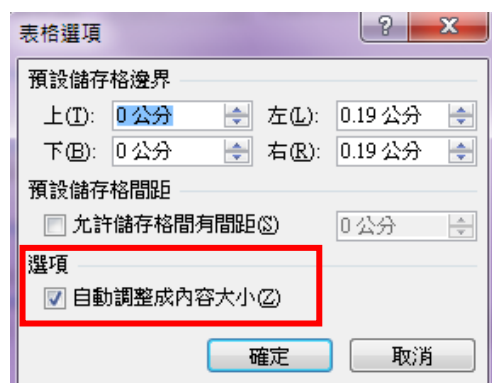 表格選項
預設儲存格邊界
上(T): 0 公分 左(L): 0.19 公分
下(B): 0 公分 右(R): 0.19 公分
預設儲存格間距
允許儲存格間有間距(S) 0 公分
選項
自動調整成內容大小(Z)
確定 取消